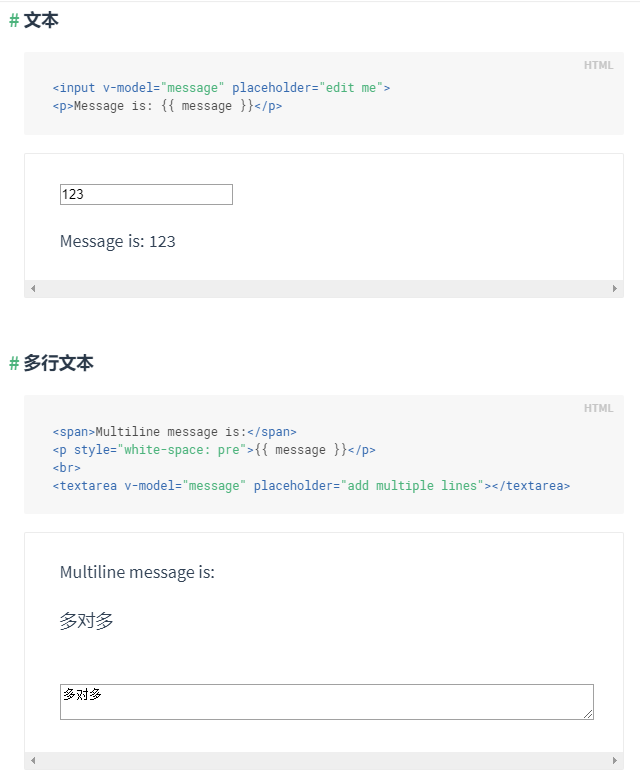 # 文本
HTML
<input v-model="message" placeholder="edit me">
<p>Message is: {{ message }}</p>
123
Message is: 123
# 多行文本
HTML
<span>Multiline message is:</span>
<p style="white-space: pre">{{ message }}</p>
<br>
<textarea v-model="message" placeholder="add multiple lines"></textarea>
Multiline message is:
多对多
多对多